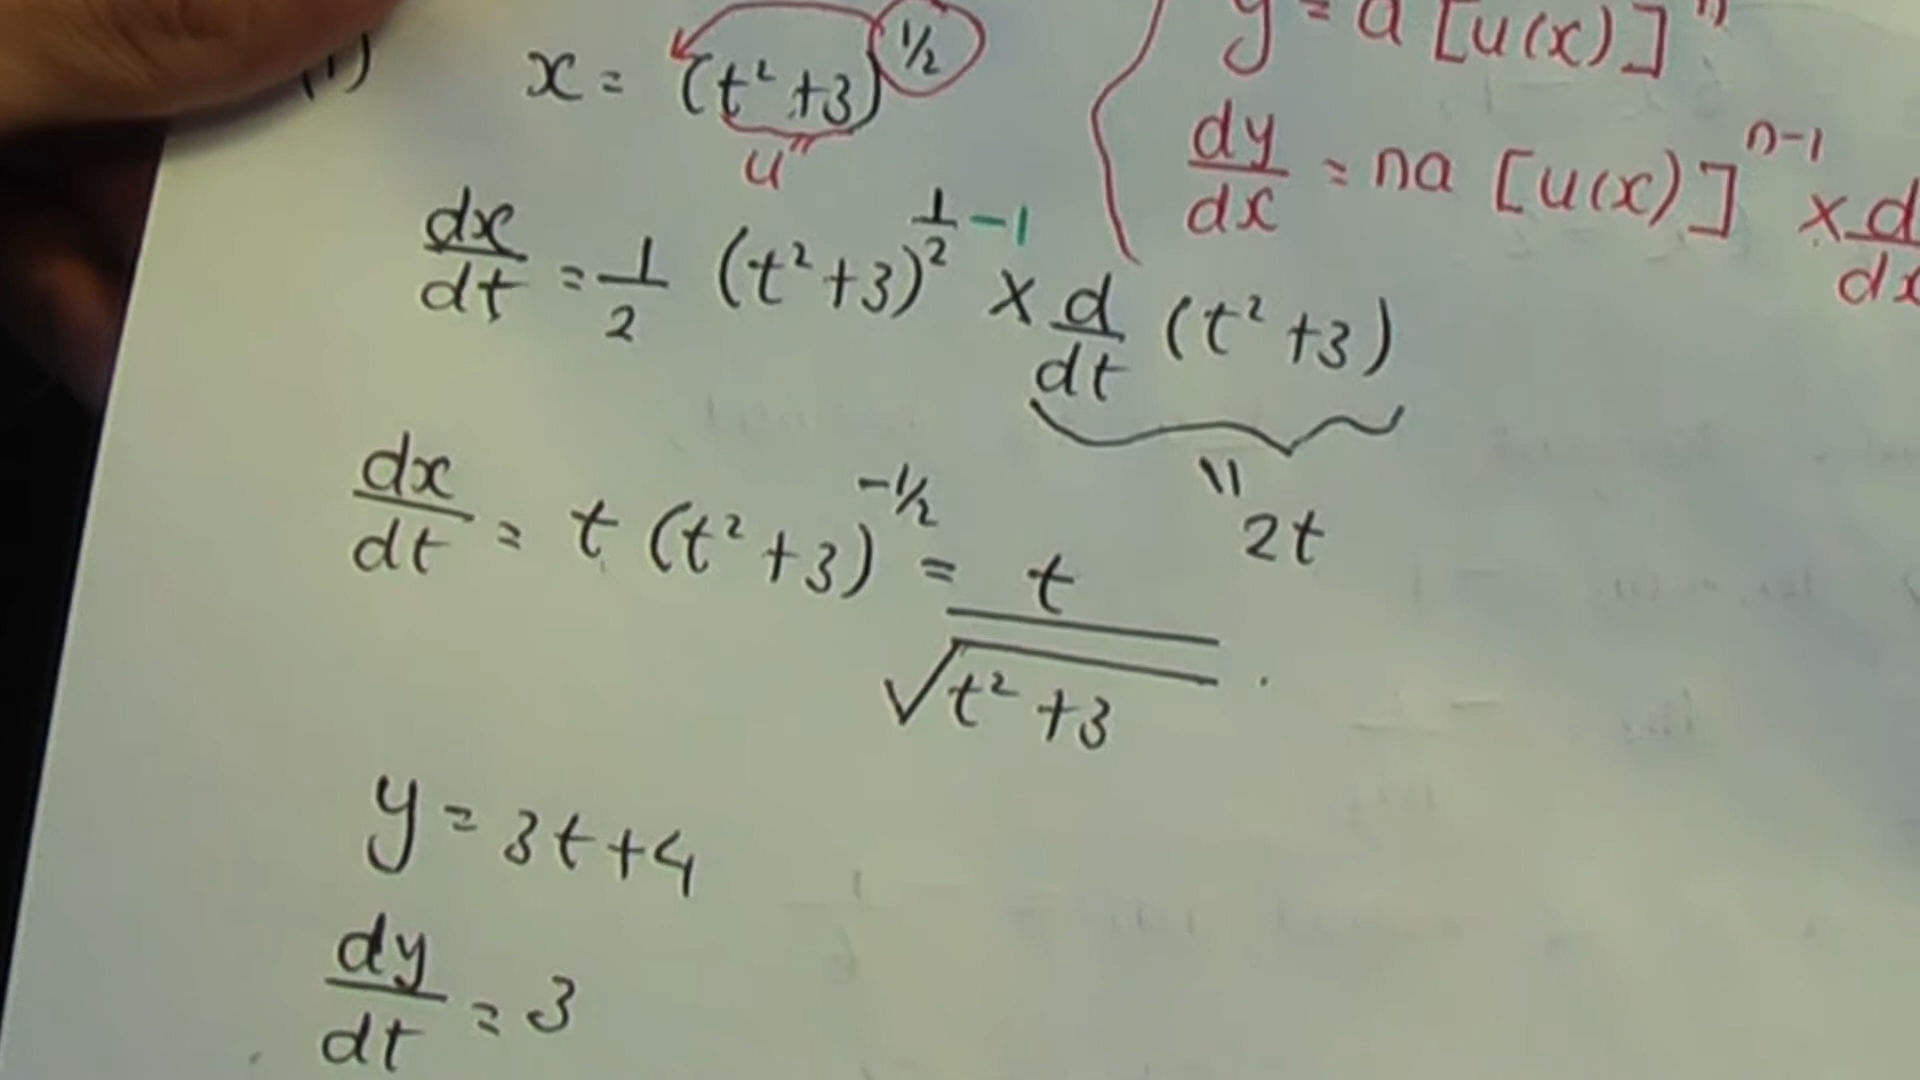 (1) x = (t² + 3)^1/2
u
y = a [u(x)]^n
dy/dx = na [u(x)]^n-1 × d/dx
dx/dt = 1/2 (t² + 3)^1/2 - 1 × d/dt (t² + 3)
"
2t
dx/dt = t (t² + 3)^-1/2 = t/√t² + 3 .
y = 3t + 4
dy/dt = 3